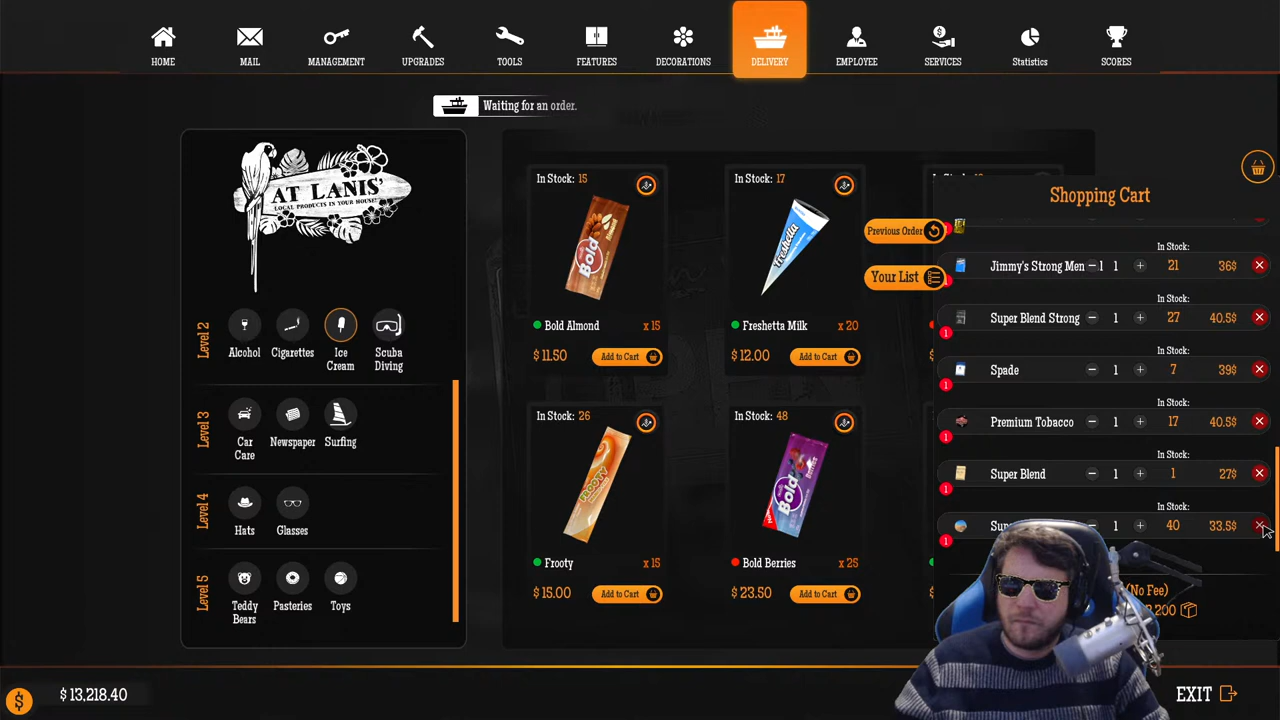 HOME
MAIL
MANAGEMENT
UPGRADES
TOOLS
FEATURES
DECORATIONS
DELIVERY
EMPLOYEE
SERVICES
Statistics
SCORES
Waiting for an order.
AT LANIS'
LOCAL PRODUCTS IN YOUR HOUSE!
Level 2
Alcohol
Cigarettes
Ice Cream
Scuba Diving
Level 3
Car Care
Newspaper
Surfing
Level 4
Hats
Glasses
Level 5
Teddy Bears
Pasteries
Toys
In Stock: 15
Bold
Bold Almond x 15
$ 11.50 Add to Cart
In Stock: 17
Freshetta
Freshetta Milk x 20
$ 12.00 Add to Cart
In Stock: 26
FROOTY
Frooty x 15
$ 15.00 Add to Cart
In Stock: 48
Bold
Bold Berries x 25
$ 23.50 Add to Cart
Previous Order
Your List
Shopping Cart
In Stock:
Jimmy's Strong Men 1 21 36$
1
In Stock:
Super Blend Strong 1 27 40.5$
1
In Stock:
Spade 1 7 39$
1
In Stock:
Premium Tobacco 1 17 40.5$
1
In Stock:
Super Blend 1 1 27$
1
In Stock:
1 40 33.5$
1
(No Fee)
200
$ 13,218.40
EXIT